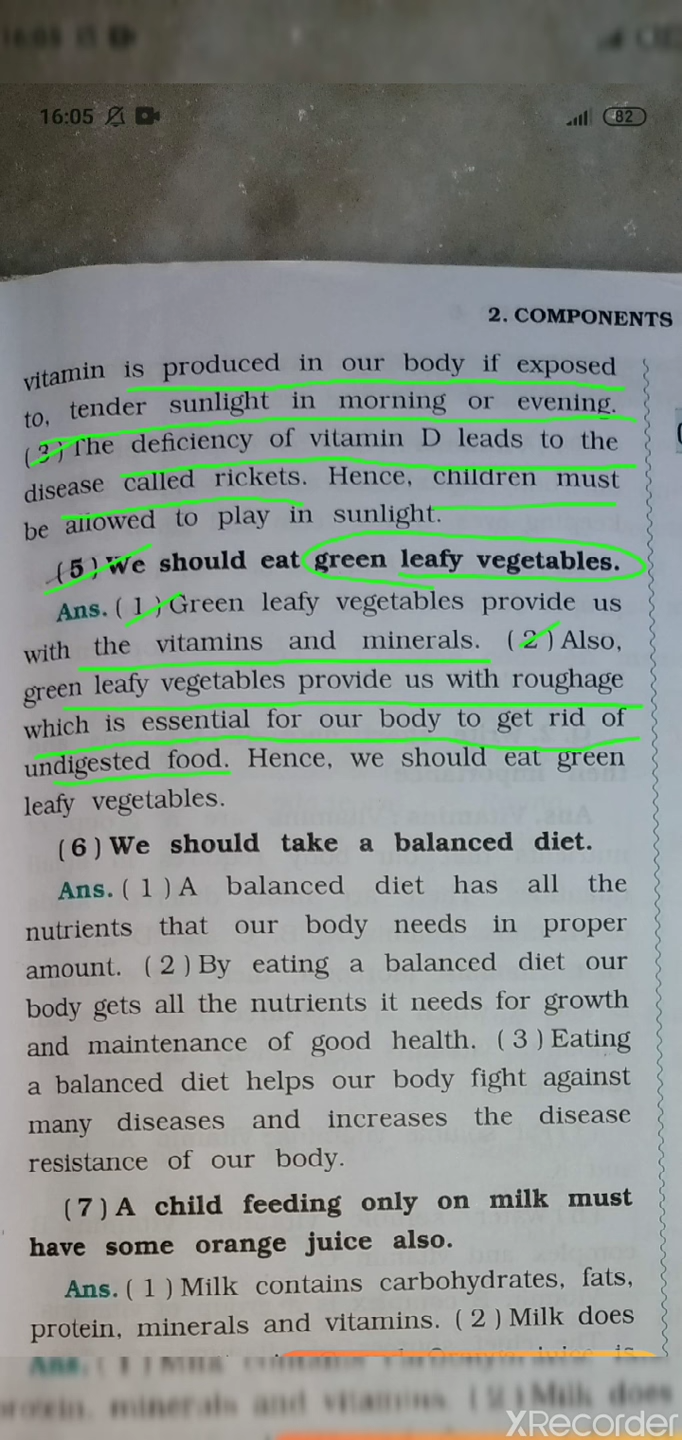 16:05
82
2. COMPONENTS
vitamin is produced in our body if exposed
to, tender sunlight in morning or evening.
(3) The deficiency of vitamin D leads to the
disease called rickets. Hence, children must
be allowed to play in sunlight.
(5) We should eat green leafy vegetables.
Ans. (1) Green leafy vegetables provide us
with the vitamins and minerals. (2) Also,
green leafy vegetables provide us with roughage
which is essential for our body to get rid of
undigested food. Hence, we should eat green
leafy vegetables.
(6) We should take a balanced diet.
Ans. (1) A balanced diet has all the
nutrients that our body needs in proper
amount. (2) By eating a balanced diet our
body gets all the nutrients it needs for growth
and maintenance of good health. (3) Eating
a balanced diet helps our body fight against
many diseases and increases the disease
resistance of our body.
(7) A child feeding only on milk must
have some orange juice also.
Ans. (1) Milk contains carbohydrates, fats,
protein, minerals and vitamins. (2) Milk does
protein, minerals and vitamins. (2) Milk does
XRecorder